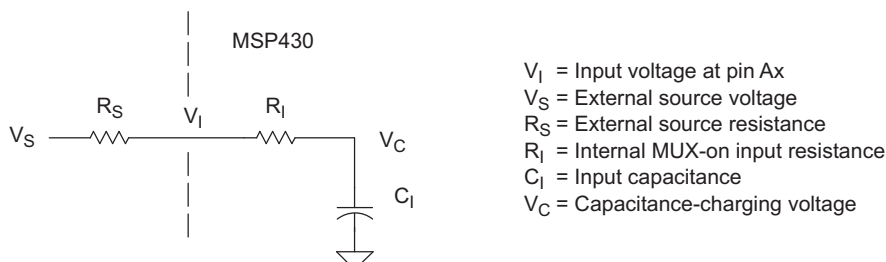 MSP430
R_S
V_I
R_I
V_S
V_C
C_I
V_I = Input voltage at pin Ax
V_S = External source voltage
R_S = External source resistance
R_I = Internal MUX-on input resistance
C_I = Input capacitance
V_C = Capacitance-charging voltage